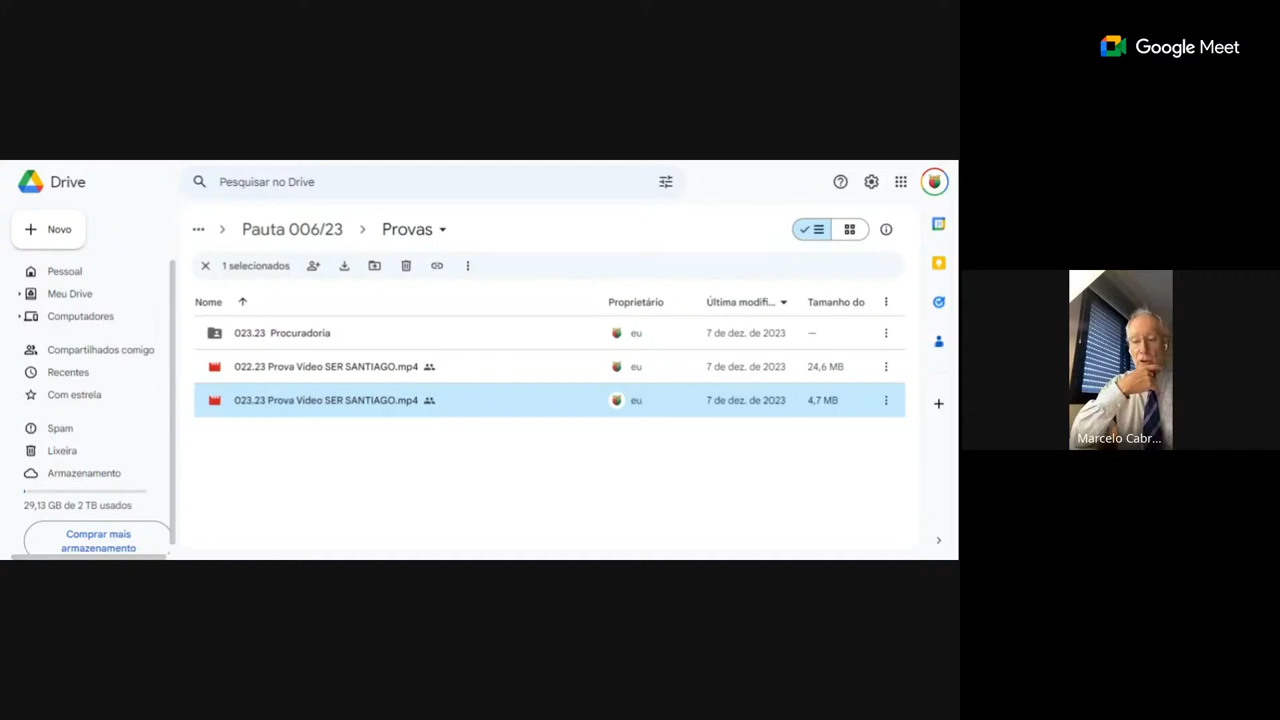 Google Meet
Drive
Pesquisar no Drive
Novo
Pauta 006/23
Provas
1 selecionados
Pessoal
Meu Drive
Computadores
Compartilhados comigo
Recentes
Com estrela
Spam
Lixeira
Armazenamento
29,13 GB de 2 TB usados
Comprar mais
armazenamento
Nome Proprietário Última modifi... Tamanho do
023.23 Procuradoria eu 7 de dez. de 2023 —
022.23 Prova Vídeo SER SANTIAGO.mp4 eu 7 de dez. de 2023 24,6 MB
023.23 Prova Vídeo SER SANTIAGO.mp4 eu 7 de dez. de 2023 4,7 MB
Marcelo Cabr...